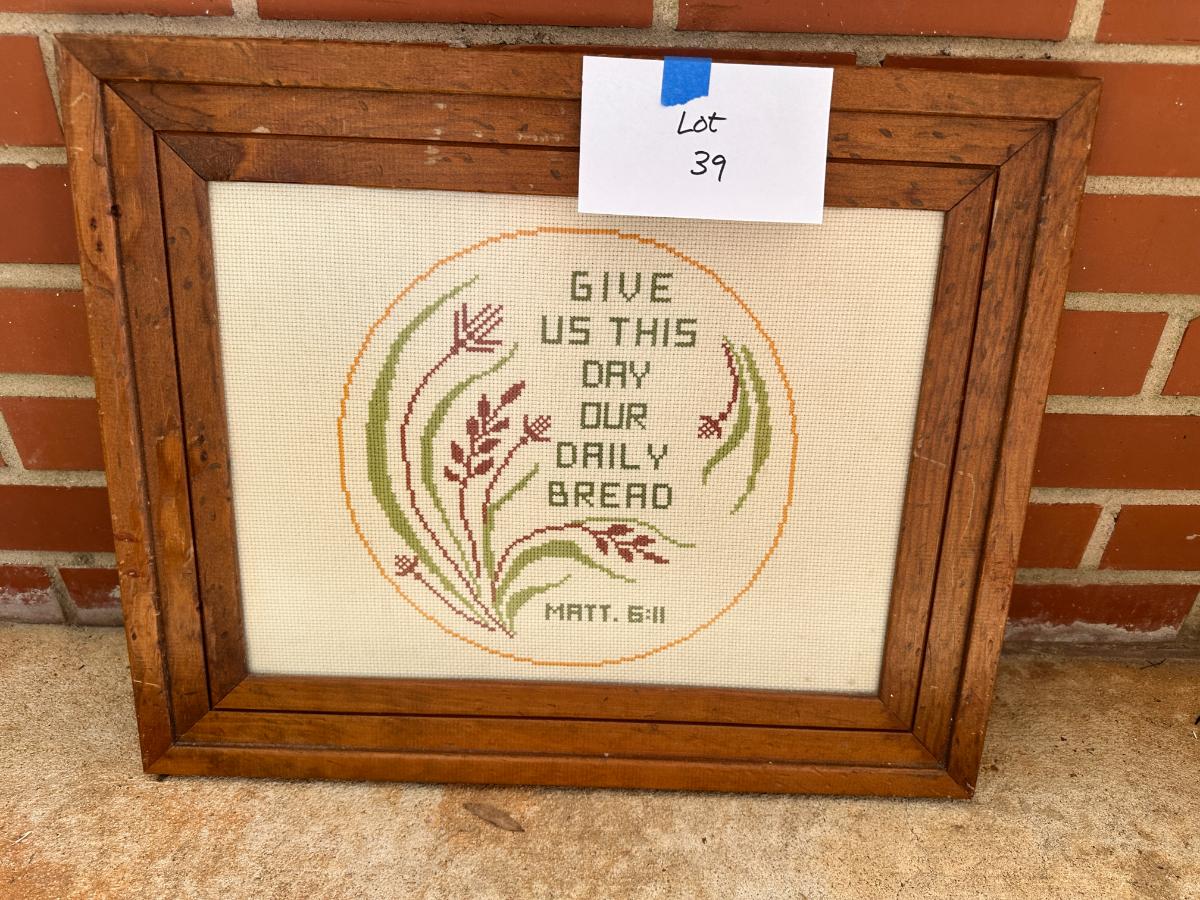 Lot
39
GIVE
US THIS
DAY
OUR
DAILY
BREAD
MATT. 6:11